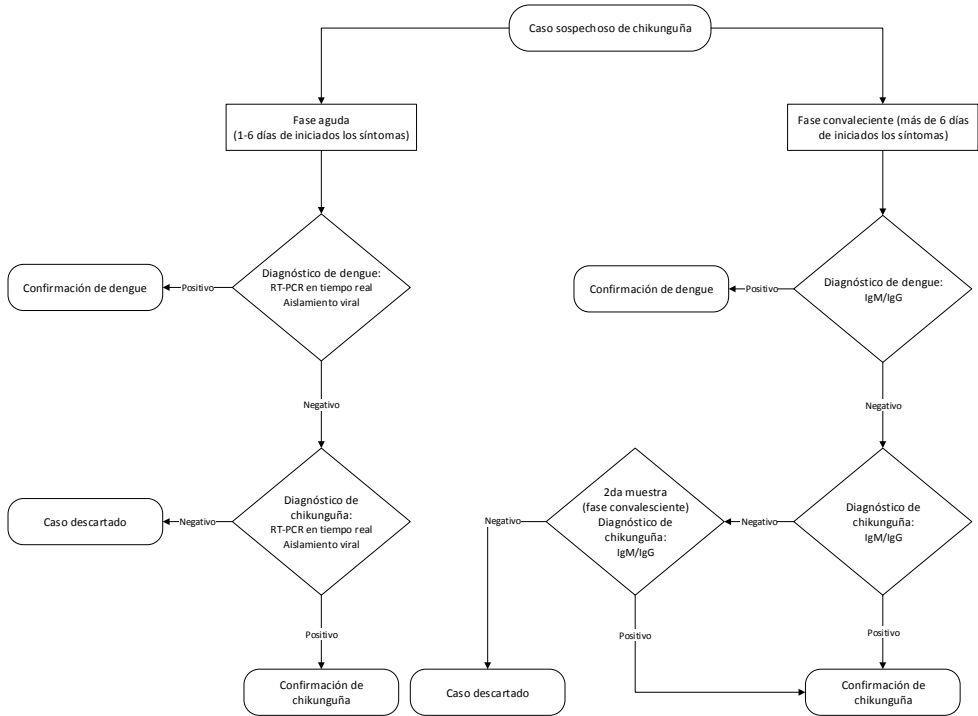 Caso sospechoso de chikunguña
Fase aguda
(1-6 días de iniciados los síntomas)
Fase convaleciente (más de 6 días
de iniciados los síntomas)
Diagnóstico de dengue:
RT-PCR en tiempo real
Aislamiento viral
Positivo
Confirmación de dengue
Diagnóstico de dengue:
IgM/IgG
Positivo
Confirmación de dengue
Negativo
Negativo
Diagnóstico de
chikunguña:
RT-PCR en tiempo real
Aislamiento viral
Negativo
Caso descartado
Diagnóstico de
chikunguña:
IgM/IgG
Negativo
2da muestra
(fase convalesciente)
Diagnóstico de
chikunguña:
IgM/IgG
Negativo
Positivo
Positivo
Positivo
Confirmación de
chikunguña
Caso descartado
Confirmación de
chikunguña